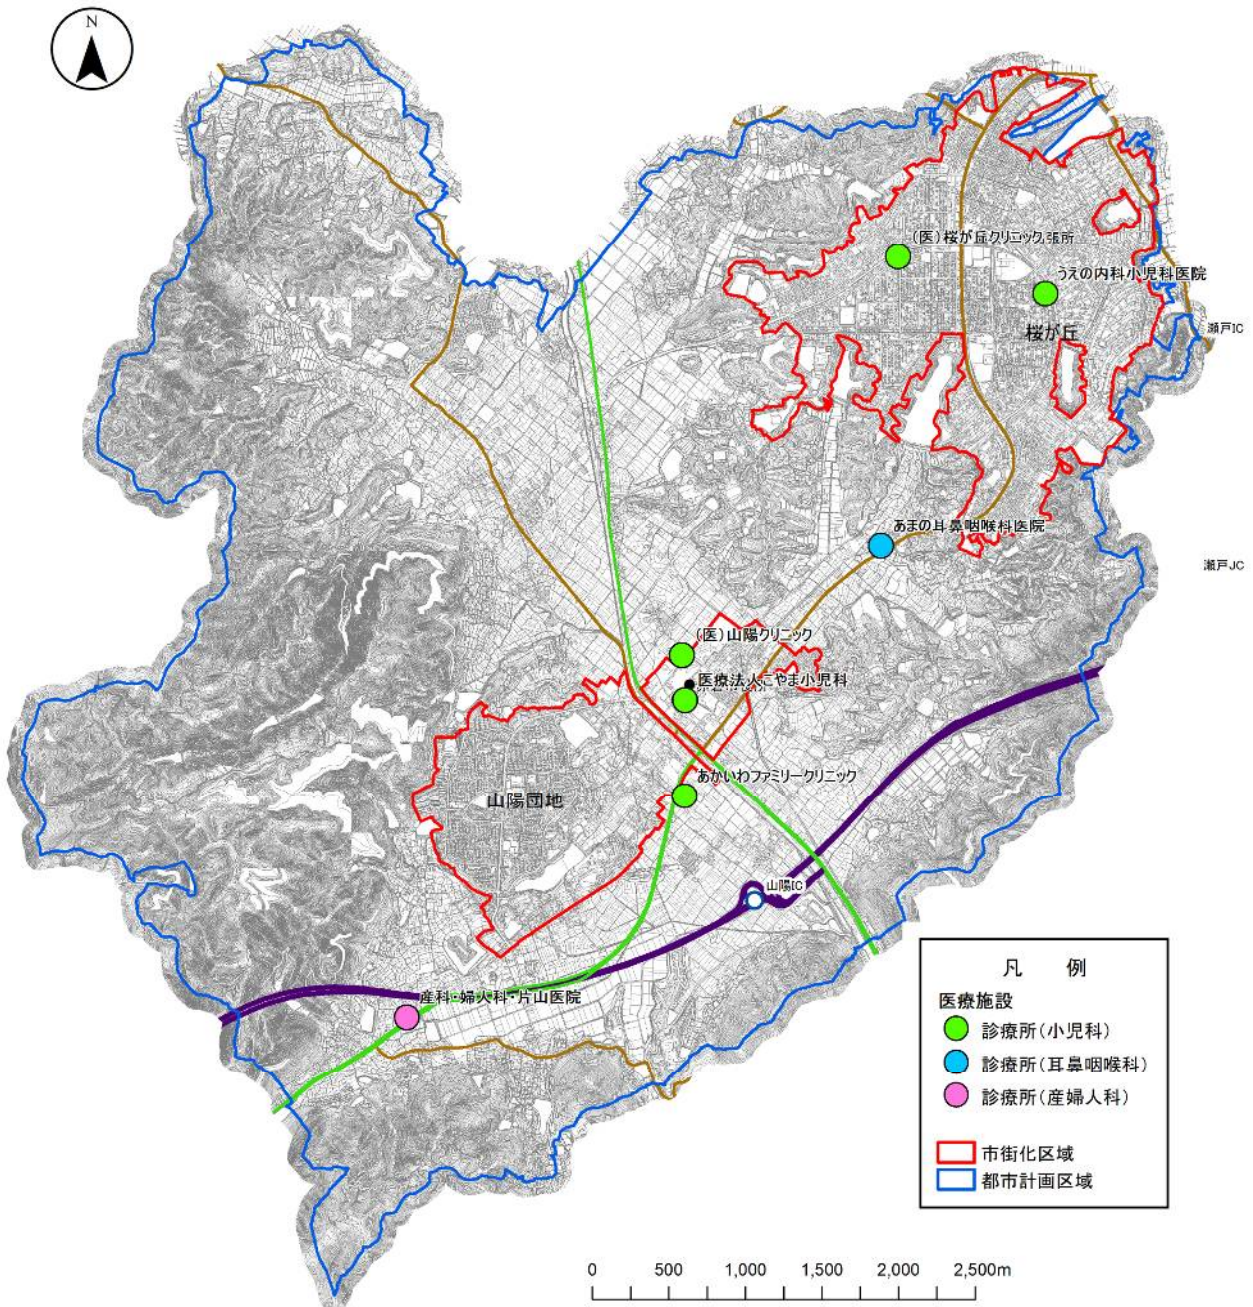 N
(医)桜が丘クリニック
張所
うえの内科小児科医院
桜が丘
瀬戸IC
あまの耳鼻咽喉科医院
瀬戸JC
(医)山陽クリニック
医療法人こやま小児科
あかいわファミリークリニック
山陽団地
山陽IC
産科・婦人科・片山医院
凡 例
医療施設
診療所(小児科)
診療所(耳鼻咽喉科)
診療所(産婦人科)
市街化区域
都市計画区域
0 500 1,000 1,500 2,000 2,500m